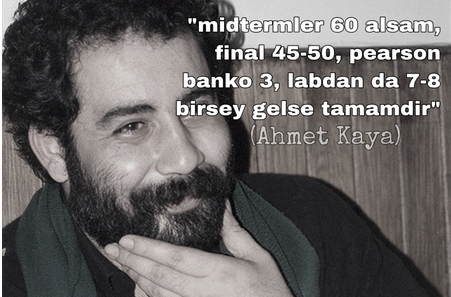 "midtermler 60 alsam,
final 45-50, pearson
banko 3, labdan da 7-8
birsey gelse tamamdir"
(Ahmet Kaya)